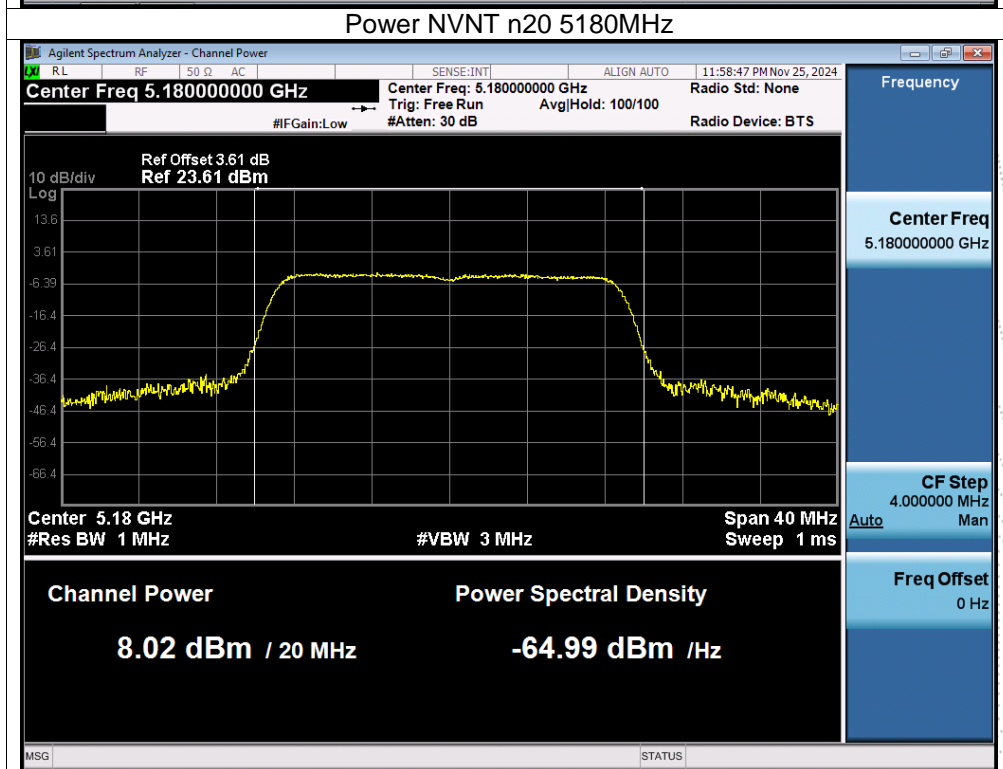 Power NVNT n20 5180MHz
Agilent Spectrum Analyzer - Channel Power
LXI RL RF 50 Ω AC SENSE:INT ALIGN AUTO 11:58:47 PM Nov 25, 2024
Center Freq 5.180000000 GHz
Center Freq: 5.180000000 GHz
Radio Std: None
Trig: Free Run Avg|Hold: 100/100
#IFGain:Low
#Atten: 30 dB
Radio Device: BTS
Ref Offset 3.61 dB
10 dB/div Ref 23.61 dBm
Log
13.6
3.61
-6.39
-16.4
-26.4
-36.4
-46.4
-56.4
-66.4
Center 5.18 GHz Span 40 MHz
#Res BW 1 MHz #VBW 3 MHz Sweep 1 ms
Channel Power Power Spectral Density
8.02 dBm / 20 MHz -64.99 dBm /Hz
MSG STATUS
Frequency
Center Freq
5.180000000 GHz
CF Step
4.000000 MHz
Auto Man
Freq Offset
0 Hz